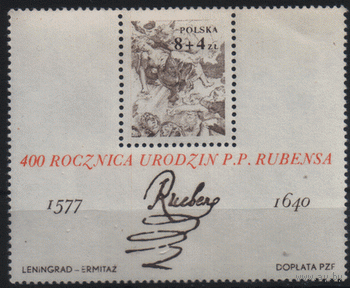 POLSKA
8+4 ZŁ
400 ROCZNICA URODZIN P.P. RUBENSA
1577 1640
LENINGRAD – ERMITAŻ DOPŁATA PZF